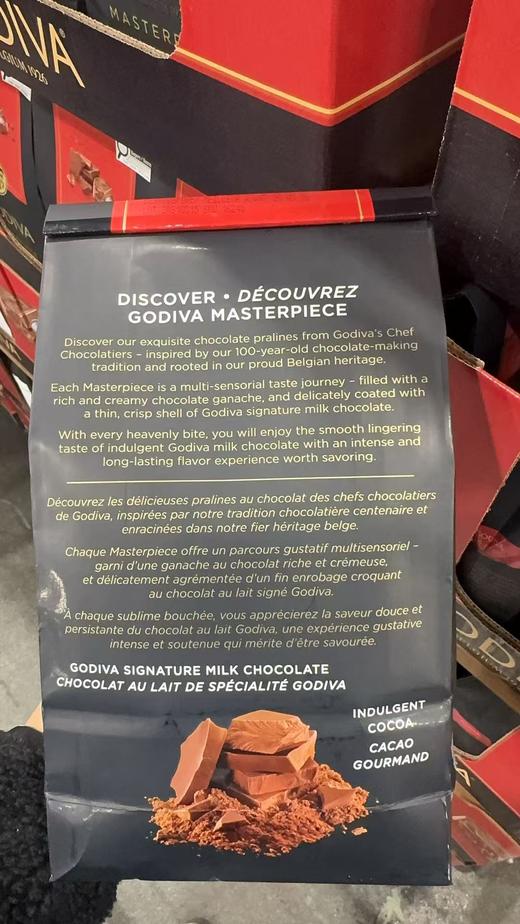 DIVA
MASTERP
BELGIUM 1926
DISCOVER • DÉCOUVREZ
GODIVA MASTERPIECE
Discover our exquisite chocolate pralines from Godiva's Chef
Chocolatiers – inspired by our 100-year-old chocolate-making
tradition and rooted in our proud Belgian heritage.
Each Masterpiece is a multi-sensorial taste journey – filled with a
rich and creamy chocolate ganache, and delicately coated with
a thin, crisp shell of Godiva signature milk chocolate.
With every heavenly bite, you will enjoy the smooth lingering
taste of indulgent Godiva milk chocolate with an intense and
long-lasting flavor experience worth savoring.
Découvrez les délicieuses pralines au chocolat des chefs chocolatiers
de Godiva, inspirées par notre tradition chocolatière centenaire et
enracinées dans notre fier héritage belge.
Chaque Masterpiece offre un parcours gustatif multisensoriel –
garni d'une ganache au chocolat riche et crémeuse,
et délicatement agrémentée d'un fin enrobage croquant
au chocolat au lait signé Godiva.
À chaque sublime bouchée, vous apprécierez la saveur douce et
persistante du chocolat au lait Godiva, une expérience gustative
intense et soutenue qui mérite d'être savourée.
GODIVA SIGNATURE MILK CHOCOLATE
CHOCOLAT AU LAIT DE SPÉCIALITÉ GODIVA
INDULGENT
COCOA
CACAO
GOURMAND